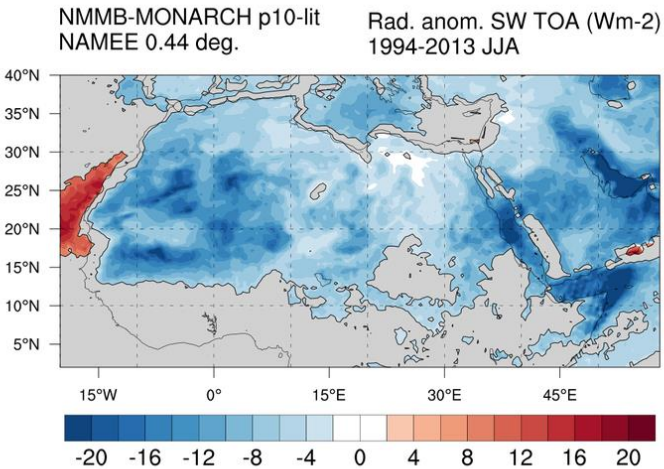 NMMB-MONARCH p10-lit
NAMEE 0.44 deg.
Rad. anom. SW TOA (Wm-2)
1994-2013 JJA
40°N
35°N
30°N
25°N
20°N
15°N
10°N
5°N
15°W 0° 15°E 30°E 45°E
-20 -16 -12 -8 -4 0 4 8 12 16 20